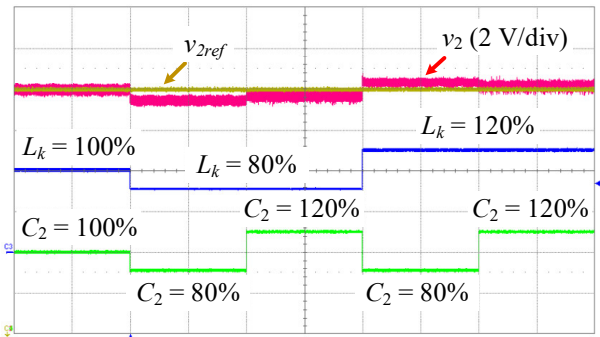 v2ref
v2 (2 V/div)
Lk = 100%
Lk = 80%
Lk = 120%
C2 = 100%
C2 = 120%
C2 = 120%
C2 = 80%
C2 = 80%
C3